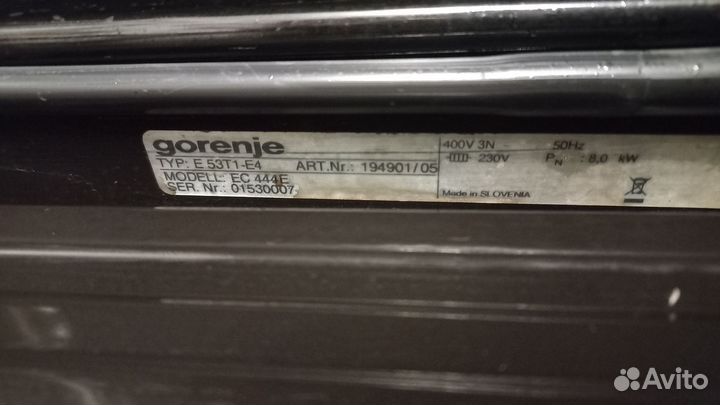 gorenje
TYP: E 53T1-E4 ART.Nr.: 194901/05
MODELL: EC 444E
SER. Nr.: 01530007
400V 3N 50Hz
230V PN : 8,0 kW
Made in SLOVENIA
Avito